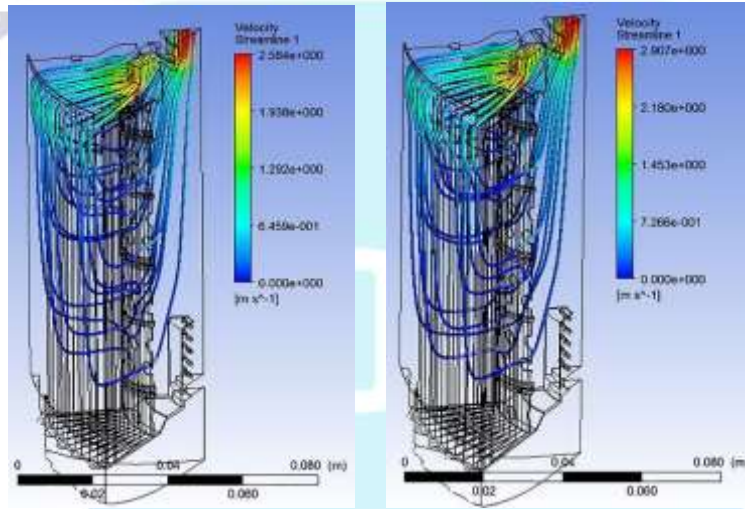 Velocity
Streamline 1
2.584e+000
1.938e+000
1.292e+000
6.459e-001
0.000e+000
[m s^-1]
0
0.04
0.080
(m)
0.02
0.060
Velocity
Streamline 1
2.907e+000
2.180e+000
1.453e+000
7.266e-001
0.000e+000
[m s^-1]
0
0.04
0.080
(m)
0.02
0.060